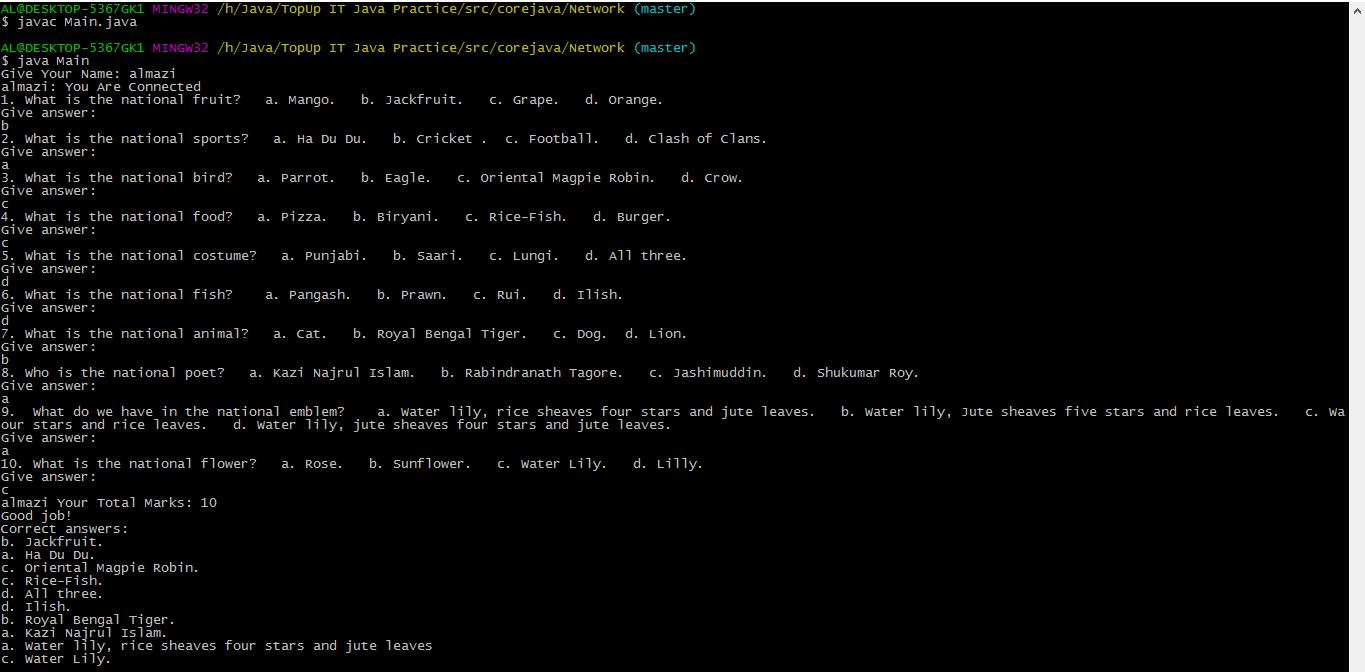 AL@DESKTOP-5367GK1 MINGW32 /h/Java/TopUp IT Java Practice/src/corejava/Network (master)
$ javac Main.java
AL@DESKTOP-5367GK1 MINGW32 /h/Java/TopUp IT Java Practice/src/corejava/Network (master)
$ java Main
Give Your Name: almazi
almazi: You Are Connected
1. What is the national fruit?   a. Mango.   b. Jackfruit.   c. Grape.   d. Orange.
Give answer:
b
2. What is the national sports?   a. Ha Du Du.   b. Cricket .  c. Football.   d. Clash of Clans.
Give answer:
a
3. What is the national bird?   a. Parrot.   b. Eagle.   c. Oriental Magpie Robin.   d. Crow.
Give answer:
c
4. What is the national food?   a. Pizza.   b. Biryani.   c. Rice-Fish.   d. Burger.
Give answer:
c
5. What is the national costume?   a. Punjabi.   b. Saari.   c. Lungi.   d. All three.
Give answer:
d
6. What is the national fish?    a. Pangash.   b. Prawn.   c. Rui.   d. Ilish.
Give answer:
d
7. What is the national animal?   a. Cat.   b. Royal Bengal Tiger.   c. Dog.  d. Lion.
Give answer:
b
8. Who is the national poet?   a. Kazi Najrul Islam.   b. Rabindranath Tagore.   c. Jashimuddin.   d. Shukumar Roy.
Give answer:
a
9.  What do we have in the national emblem?    a. Water lily, rice sheaves four stars and jute leaves.   b. Water lily, Jute sheaves five stars and rice leaves.   c. Wa
our stars and rice leaves.   d. Water lily, jute sheaves four stars and jute leaves.
Give answer:
a
10. What is the national flower?   a. Rose.   b. Sunflower.   c. Water Lily.   d. Lilly.
Give answer:
c
almazi Your Total Marks: 10
Good job!
Correct answers:
b. Jackfruit.
a. Ha Du Du.
c. Oriental Magpie Robin.
c. Rice-Fish.
d. All three.
d. Ilish.
b. Royal Bengal Tiger.
a. Kazi Najrul Islam.
a. Water lily, rice sheaves four stars and jute leaves
c. Water Lily.